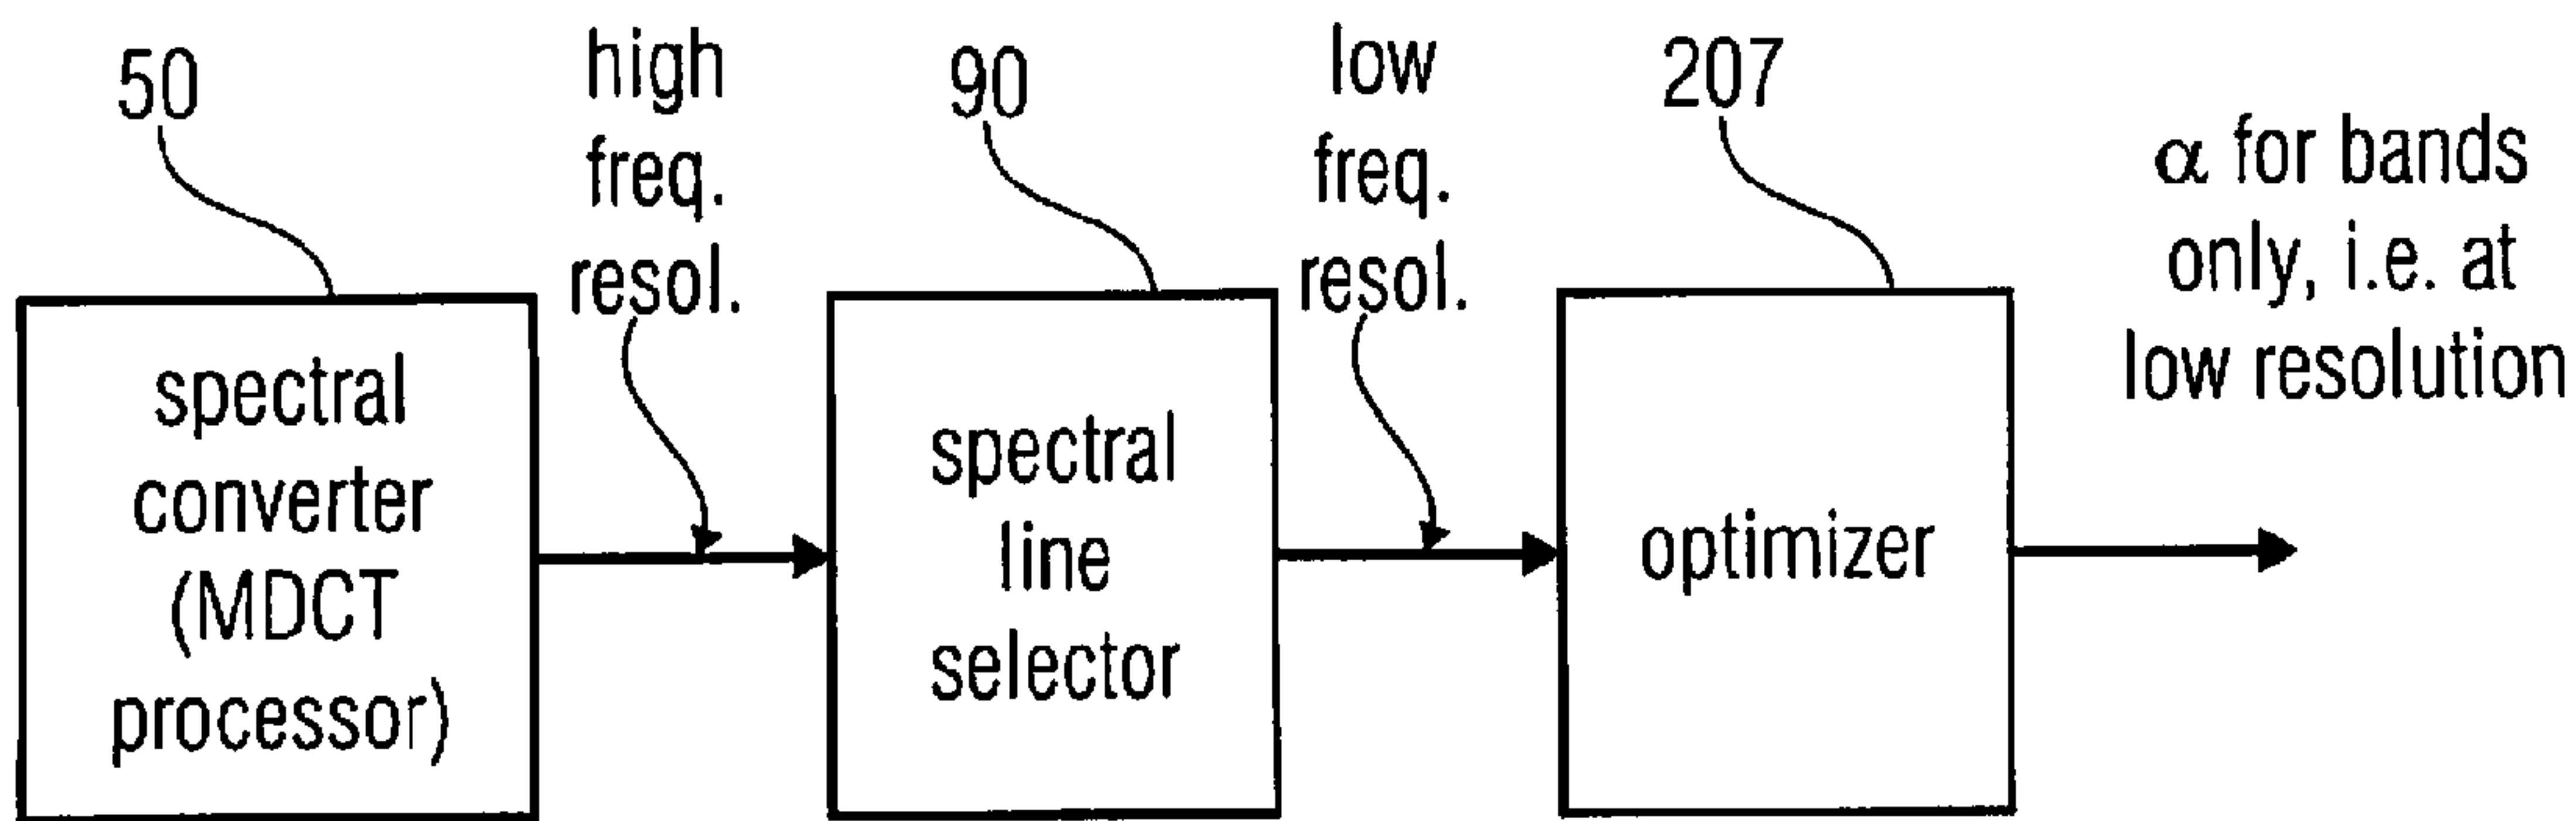 50
high
freq.
resol.
90
low
freq.
resol.
207
α for bands
only, i.e. at
low resolution
spectral
converter
(MDCT
processor)
spectral
line
selector
optimizer